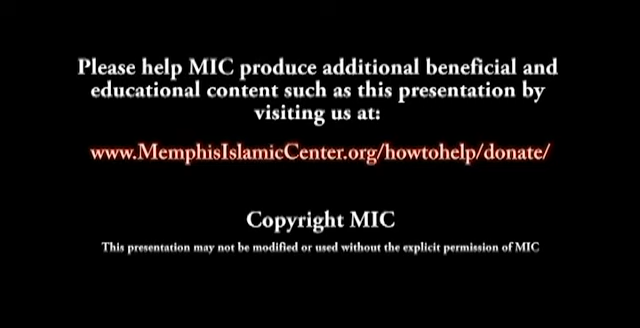 Please help MIC produce additional beneficial and
educational content such as this presentation by
visiting us at:
www.MemphisIslamicCenter.org/howtohelp/donate/
Copyright MIC
This presentation may not be modified or used without the explicit permission of MIC